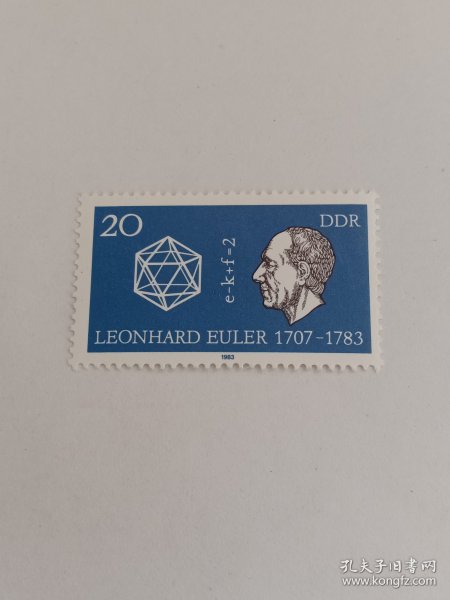 20
DDR
e-k+f=2
LEONHARD EULER 1707-1783
1983
孔夫子旧书网
www.kongfz.com